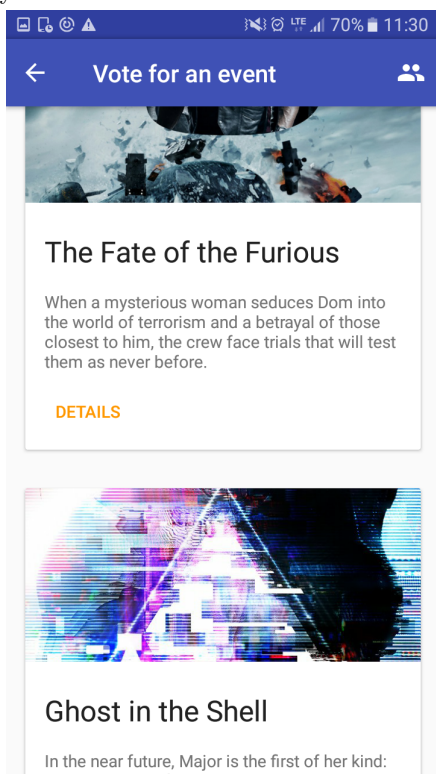 LTE 70% 11:30
Vote for an event
The Fate of the Furious
When a mysterious woman seduces Dom into
the world of terrorism and a betrayal of those
closest to him, the crew face trials that will test
them as never before.
DETAILS
Ghost in the Shell
In the near future, Major is the first of her kind: